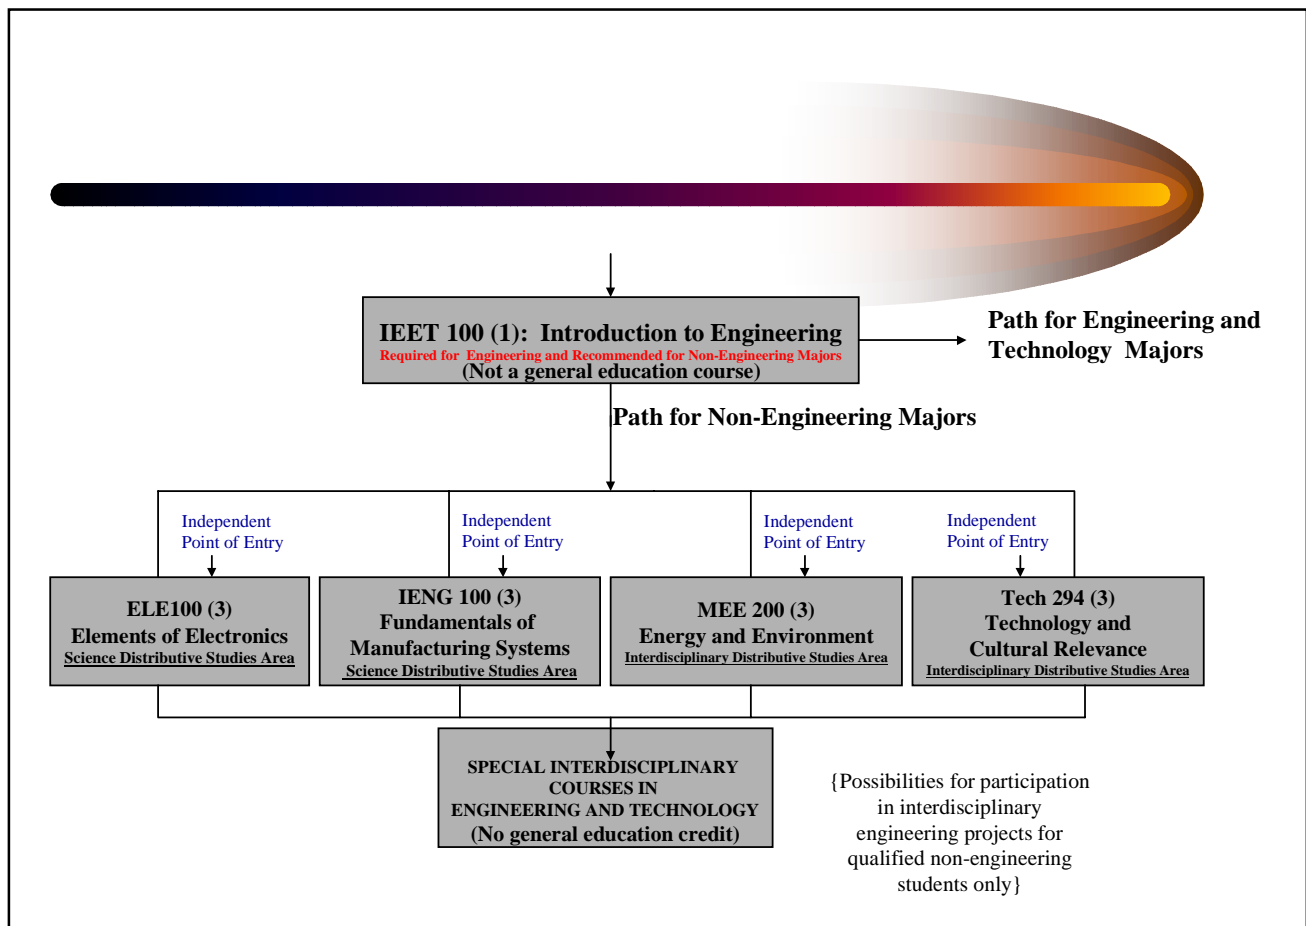 IEET 100 (1): Introduction to Engineering
Required for Engineering and Recommended for Non-Engineering Majors
(Not a general education course)
Path for Engineering and
Technology Majors
Path for Non-Engineering Majors
Independent
Point of Entry
Independent
Point of Entry
Independent
Point of Entry
Independent
Point of Entry
ELE100 (3)
Elements of Electronics
Science Distributive Studies Area
IENG 100 (3)
Fundamentals of
Manufacturing Systems
Science Distributive Studies Area
MEE 200 (3)
Energy and Environment
Interdisciplinary Distributive Studies Area
Tech 294 (3)
Technology and
Cultural Relevance
Interdisciplinary Distributive Studies Area
SPECIAL INTERDISCIPLINARY
COURSES IN
ENGINEERING AND TECHNOLOGY
(No general education credit)
{Possibilities for participation
in interdisciplinary
engineering projects for
qualified non-engineering
students only}